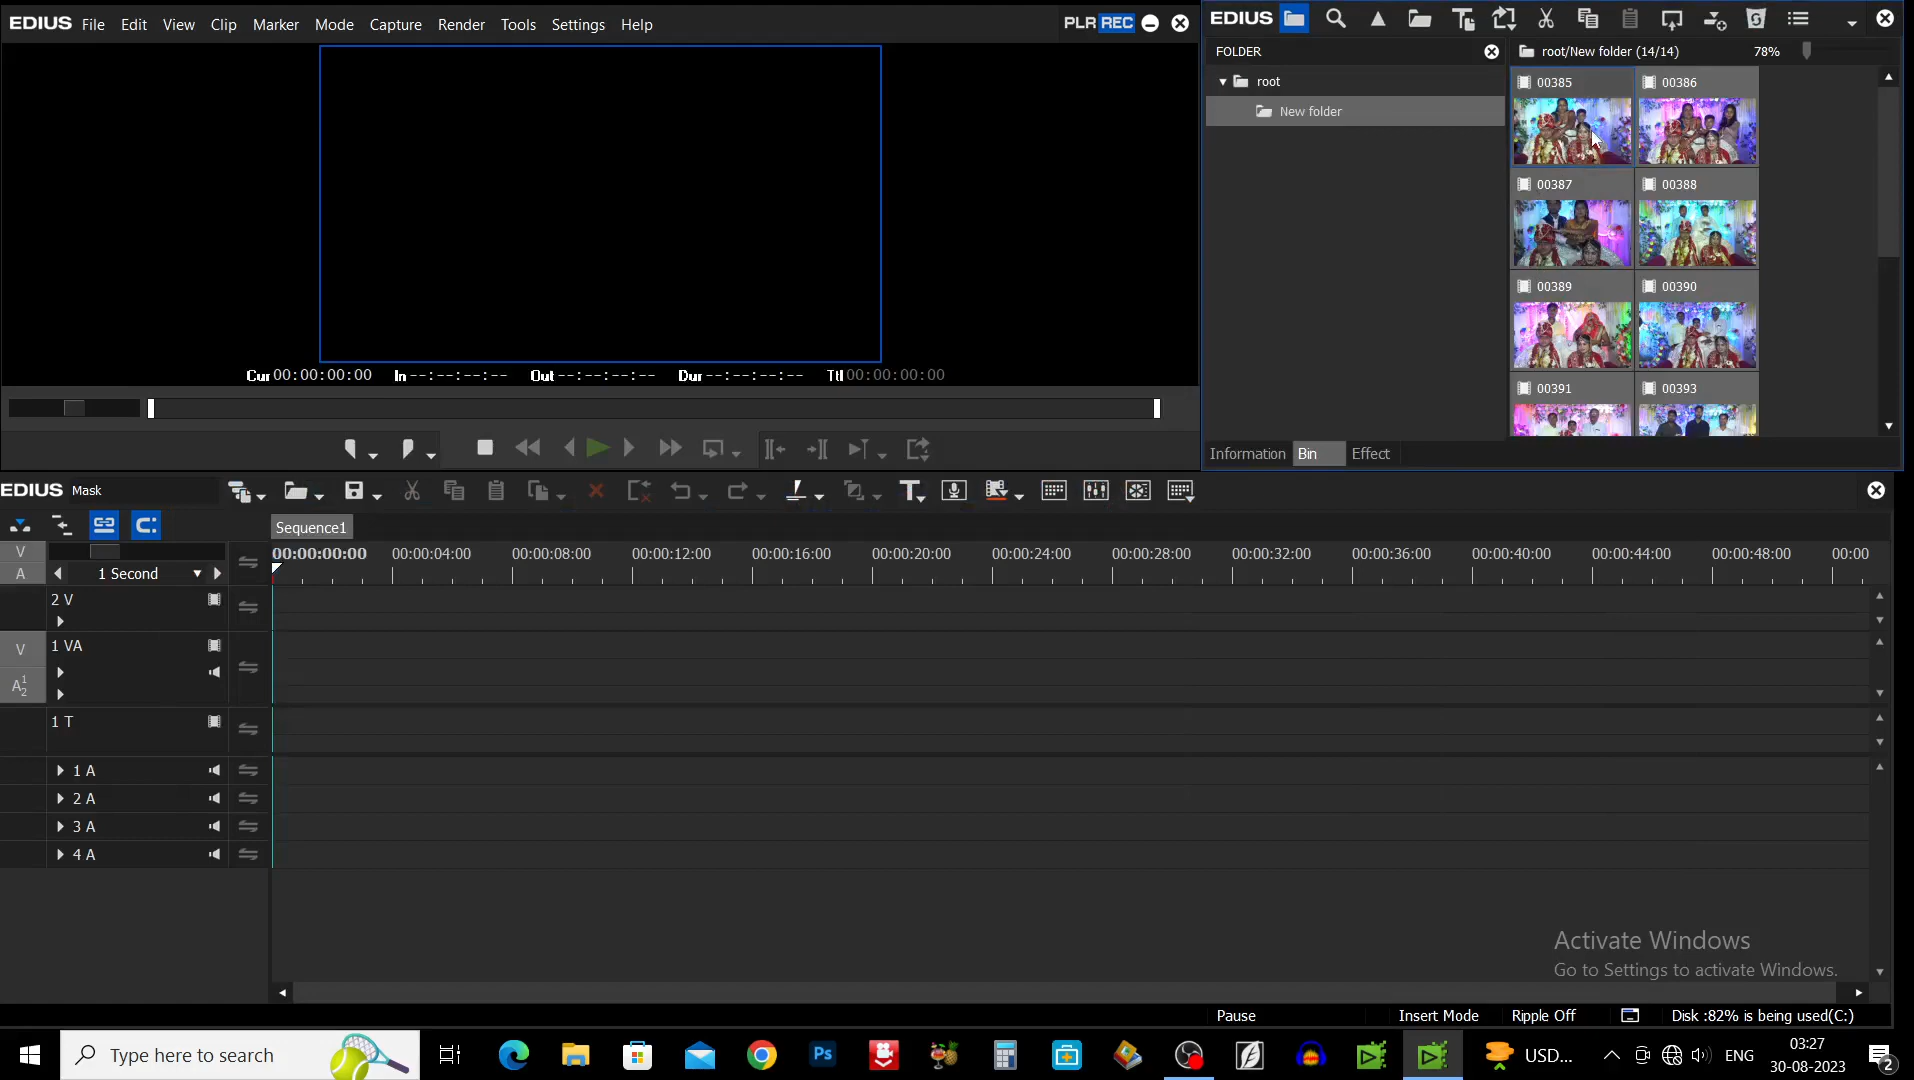 EDIUS File Edit View Clip Marker Mode Capture Render Tools Settings Help PLR REC
EDIUS
FOLDER
root/New folder (14/14) 78%
root
New folder
00385 00386
00387 00388
00389 00390
00391 00393
Cur 00:00:00:00 In --:--:--:-- Out --:--:--:-- Dur --:--:--:-- Ttl 00:00:00:00
Information Bin Effect
EDIUS Mask
Sequence1
00:00:00:00 00:00:04:00 00:00:08:00 00:00:12:00 00:00:16:00 00:00:20:00 00:00:24:00 00:00:28:00 00:00:32:00 00:00:36:00 00:00:40:00 00:00:44:00 00:00:48:00 00:00
V
A 1 Second
2 V
V 1 VA
A 1 2
1 T
1 A
2 A
3 A
4 A
Activate Windows
Go to Settings to activate Windows.
Pause Insert Mode Ripple Off Disk :82% is being used(C:)
Type here to search
Ps
USD...
ENG
03:27
30-08-2023
2